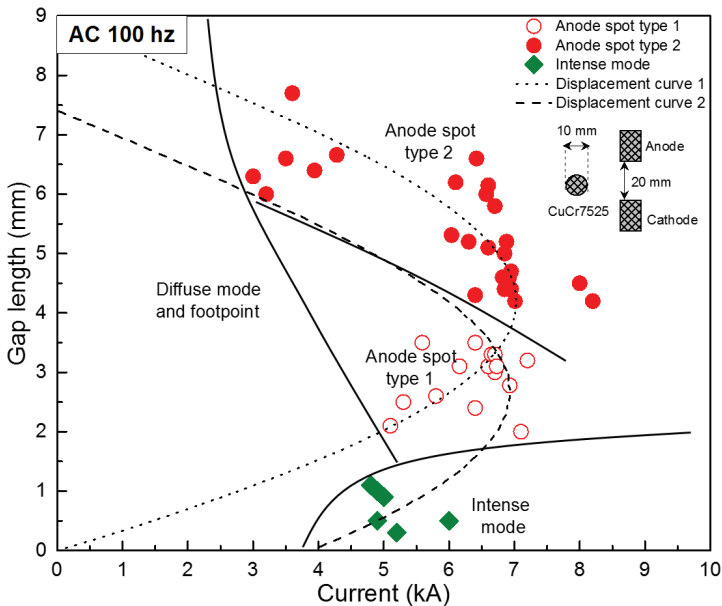 AC 100 hz
Anode spot type 1
Anode spot type 2
Intense mode
Displacement curve 1
Displacement curve 2
10 mm
Anode
20 mm
CuCr7525
Cathode
Anode spot
type 2
Diffuse mode
and footpoint
Anode spot
type 1
Intense
mode
Gap length (mm)
9
8
7
6
5
4
3
2
1
0
0 1 2 3 4 5 6 7 8 9 10
Current (kA)